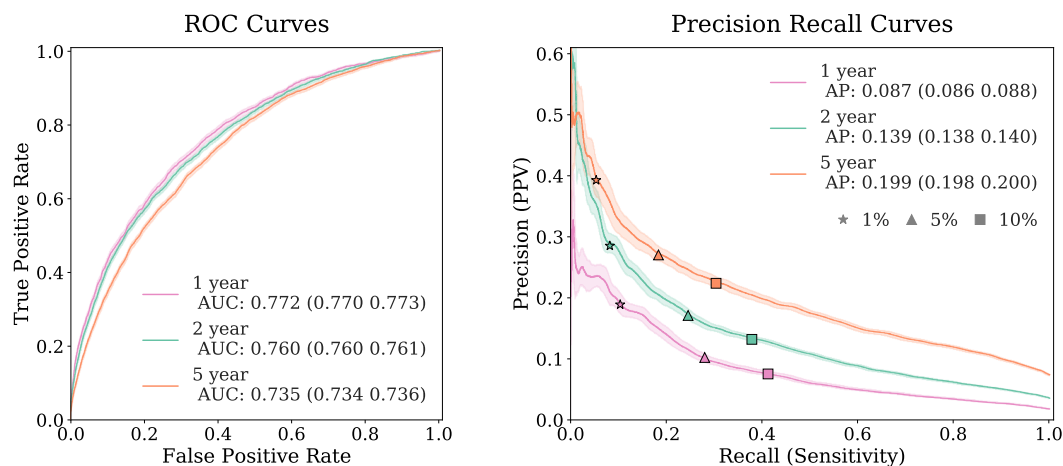 ROC Curves
1.0
0.8
0.6
0.4
0.2
0.0
True Positive Rate
0.0 0.2 0.4 0.6 0.8 1.0
False Positive Rate
1 year
AUC: 0.772 (0.770 0.773)
2 year
AUC: 0.760 (0.760 0.761)
5 year
AUC: 0.735 (0.734 0.736)
Precision Recall Curves
0.6
0.5
0.4
0.3
0.2
0.1
0.0
Precision (PPV)
0.0 0.2 0.4 0.6 0.8 1.0
Recall (Sensitivity)
1 year
AP: 0.087 (0.086 0.088)
2 year
AP: 0.139 (0.138 0.140)
5 year
AP: 0.199 (0.198 0.200)
1% 5% 10%